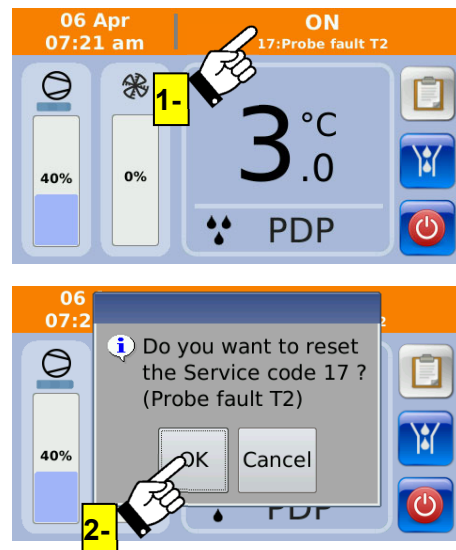 06 Apr
07:21 am
ON
17:Probe fault T2
1-
40%
0%
3.0 °C
PDP
06
07:2
2
Do you want to reset
the Service code 17 ?
(Probe fault T2)
40%
OK Cancel
2-
PDP